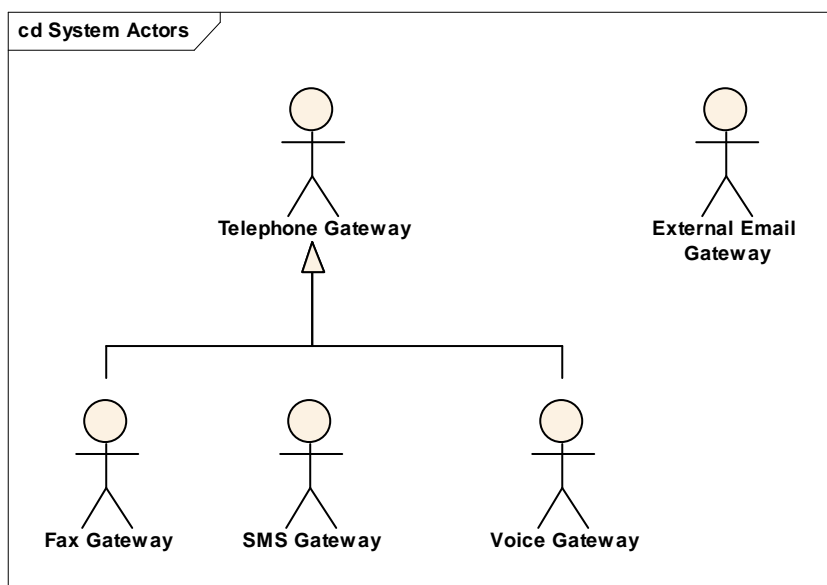 cd System Actors
Telephone Gateway
External Email
Gateway
Fax Gateway
SMS Gateway
Voice Gateway